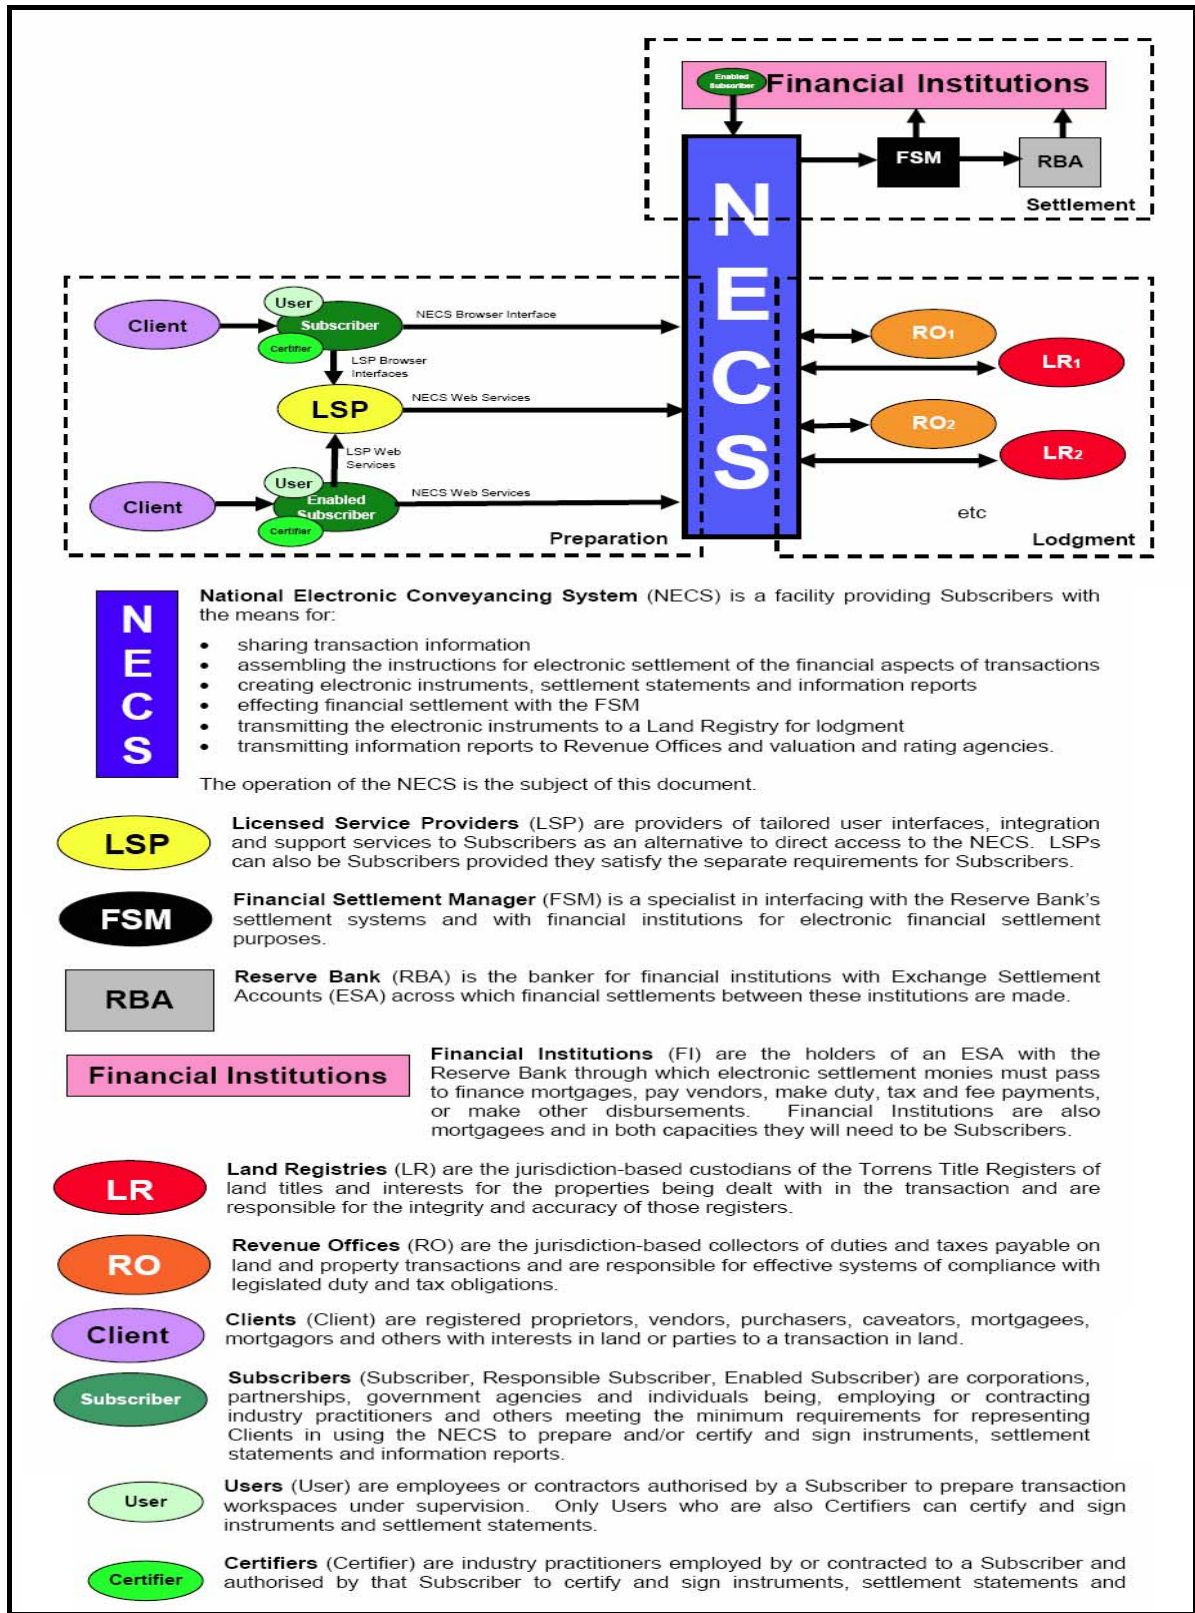 Enabled
Subscriber
Financial Institutions
FSM
RBA
Settlement
N
E
C
S
Client
User
Subscriber
Certifier
NECS Browser Interface
LSP Browser
Interfaces
LSP
NECS Web Services
LSP Web
Services
Client
User
Enabled
Subscriber
Certifier
NECS Web Services
Preparation
RO1
LR1
RO2
LR2
etc
Lodgment
N
E
C
S
National Electronic Conveyancing System (NECS) is a facility providing Subscribers with
the means for:
• sharing transaction information
• assembling the instructions for electronic settlement of the financial aspects of transactions
• creating electronic instruments, settlement statements and information reports
• effecting financial settlement with the FSM
• transmitting the electronic instruments to a Land Registry for lodgment
• transmitting information reports to Revenue Offices and valuation and rating agencies.
The operation of the NECS is the subject of this document.
LSP
Licensed Service Providers (LSP) are providers of tailored user interfaces, integration
and support services to Subscribers as an alternative to direct access to the NECS. LSPs
can also be Subscribers provided they satisfy the separate requirements for Subscribers.
FSM
Financial Settlement Manager (FSM) is a specialist in interfacing with the Reserve Bank's
settlement systems and with financial institutions for electronic financial settlement
purposes.
RBA
Reserve Bank (RBA) is the banker for financial institutions with Exchange Settlement
Accounts (ESA) across which financial settlements between these institutions are made.
Financial Institutions
Financial Institutions (FI) are the holders of an ESA with the
Reserve Bank through which electronic settlement monies must pass
to finance mortgages, pay vendors, make duty, tax and fee payments,
or make other disbursements. Financial Institutions are also
mortgagees and in both capacities they will need to be Subscribers.
LR
Land Registries (LR) are the jurisdiction-based custodians of the Torrens Title Registers of
land titles and interests for the properties being dealt with in the transaction and are
responsible for the integrity and accuracy of those registers.
RO
Revenue Offices (RO) are the jurisdiction-based collectors of duties and taxes payable on
land and property transactions and are responsible for effective systems of compliance with
legislated duty and tax obligations.
Client
Clients (Client) are registered proprietors, vendors, purchasers, caveators, mortgagees,
mortgagors and others with interests in land or parties to a transaction in land.
Subscriber
Subscribers (Subscriber, Responsible Subscriber, Enabled Subscriber) are corporations,
partnerships, government agencies and individuals being, employing or contracting
industry practitioners and others meeting the minimum requirements for representing
Clients in using the NECS to prepare and/or certify and sign instruments, settlement
statements and information reports.
User
Users (User) are employees or contractors authorised by a Subscriber to prepare transaction
workspaces under supervision. Only Users who are also Certifiers can certify and sign
instruments and settlement statements.
Certifier
Certifiers (Certifier) are industry practitioners employed by or contracted to a Subscriber and
authorised by that Subscriber to certify and sign instruments, settlement statements and